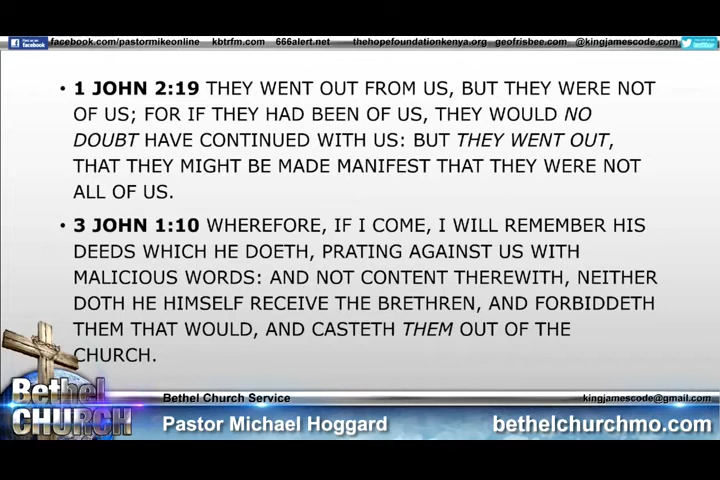 Find us on facebook facebook.com/pastormikeonline kbtrfm.com 666alert.net thehopefoundationkenya.org geofrisbee.com @kingjamescode.com twitter
• 1 JOHN 2:19 THEY WENT OUT FROM US, BUT THEY WERE NOT
OF US; FOR IF THEY HAD BEEN OF US, THEY WOULD NO
DOUBT HAVE CONTINUED WITH US: BUT THEY WENT OUT,
THAT THEY MIGHT BE MADE MANIFEST THAT THEY WERE NOT
ALL OF US.
• 3 JOHN 1:10 WHEREFORE, IF I COME, I WILL REMEMBER HIS
DEEDS WHICH HE DOETH, PRATING AGAINST US WITH
MALICIOUS WORDS: AND NOT CONTENT THEREWITH, NEITHER
DOTH HE HIMSELF RECEIVE THE BRETHREN, AND FORBIDDETH
THEM THAT WOULD, AND CASTETH THEM OUT OF THE
CHURCH.
Bethel
CHURCH
Bethel Church Service kingjamescode@gmail.com
Pastor Michael Hoggard bethelchurchmo.com